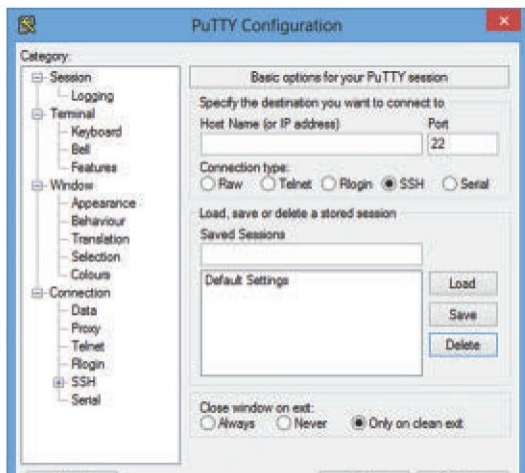 PuTTY Configuration
Category:
Session
Logging
Terminal
Keyboard
Bell
Features
Window
Appearance
Behaviour
Translation
Selection
Colours
Connection
Data
Proxy
Telnet
Rlogin
SSH
Serial
Basic options for your PuTTY session
Specify the destination you want to connect to
Host Name (or IP address) Port
22
Connection type:
Raw Telnet Rlogin SSH Serial
Load, save or delete a stored session
Saved Sessions
Default Settings
Load
Save
Delete
Close window on exit:
Always Never Only on clean exit